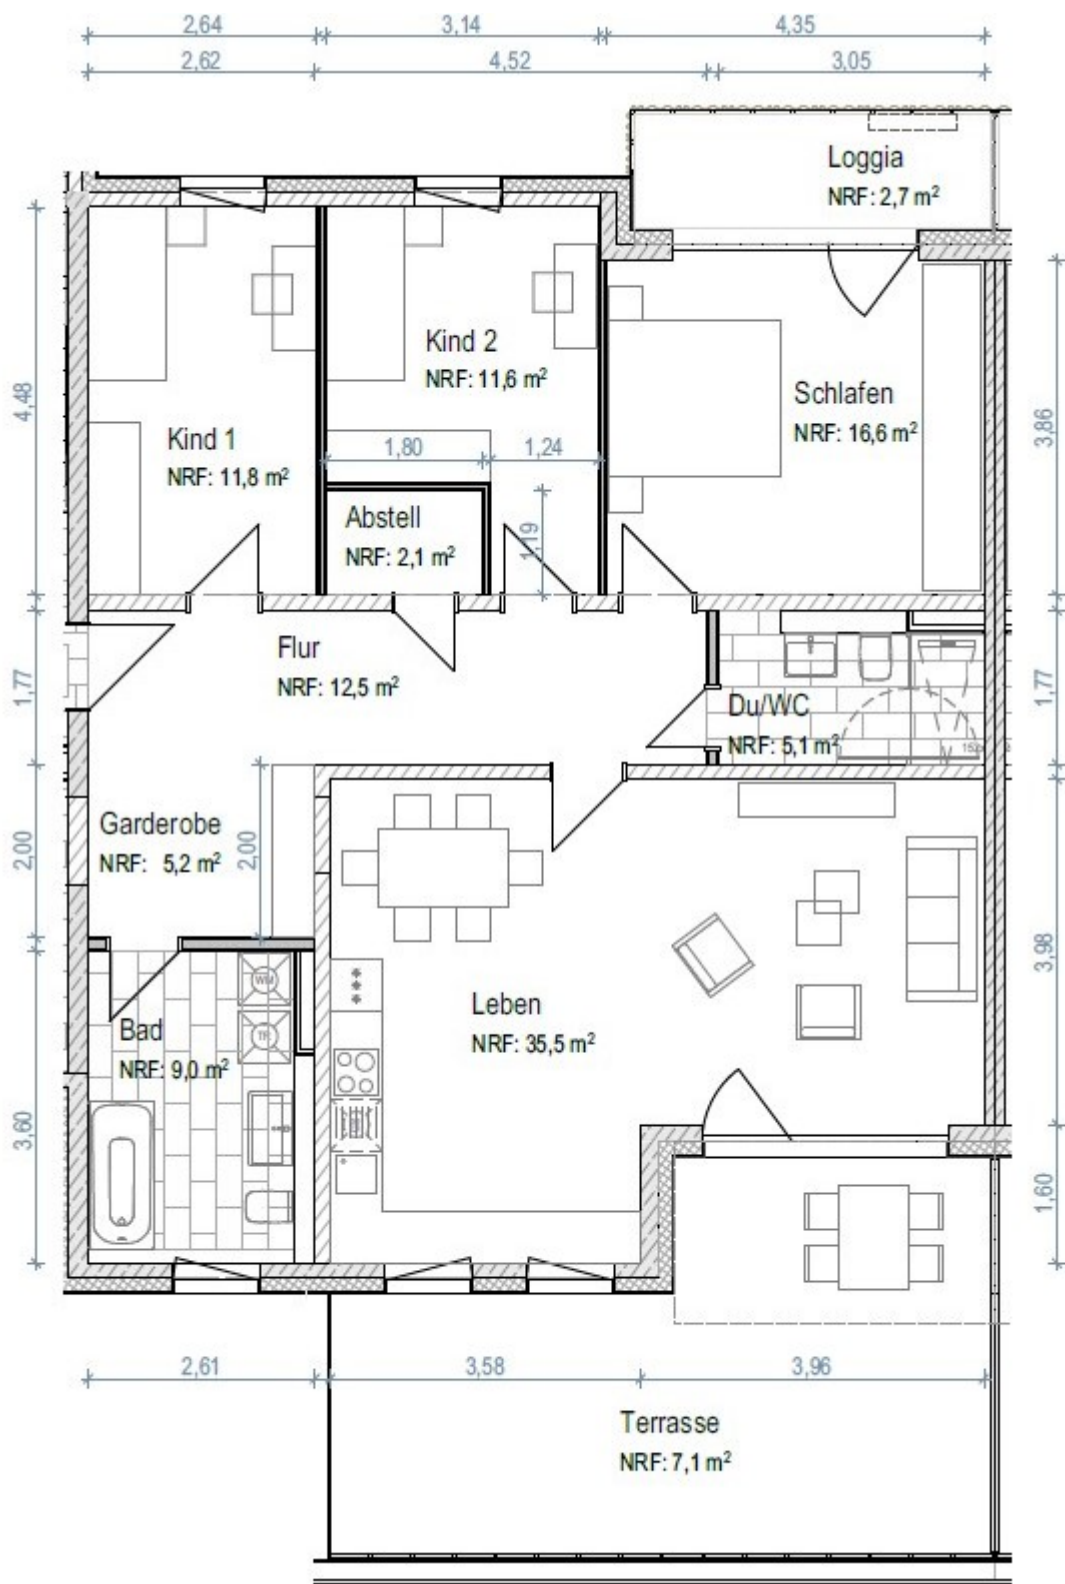 2,64
3,14
4,35
2,62
4,52
3,05
Loggia
NRF: 2,7 m²
Kind 2
NRF: 11,6 m²
Schlafen
NRF: 16,6 m²
4,48
3,86
Kind 1
NRF: 11,8 m²
1,80
1,24
Abstell
NRF: 2,1 m²
1,19
Flur
NRF: 12,5 m²
1,77
1,77
Du/WC
NRF: 5,1 m²
Garderobe
NRF: 5,2 m²
2,00
2,00
3,98
WM
TR
Leben
NRF: 35,5 m²
Bad
NRF: 9,0 m²
3,60
1,60
2,61
3,58
3,96
Terrasse
NRF: 7,1 m²